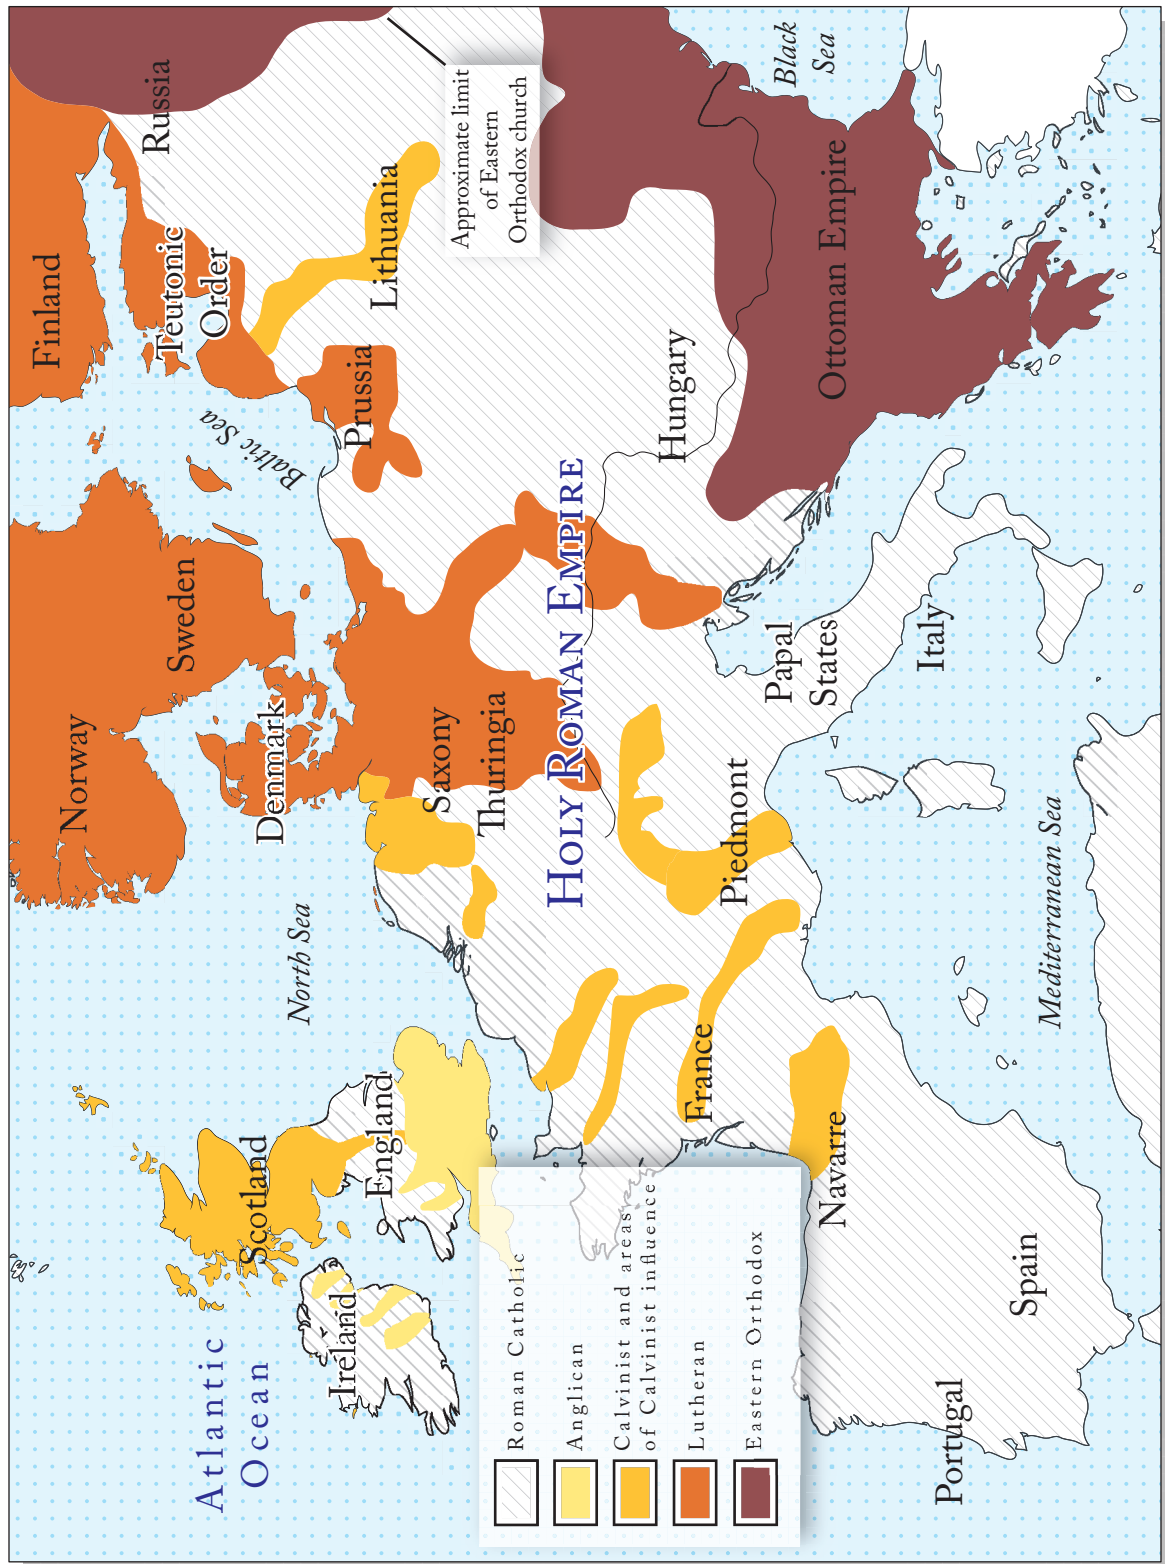 Atlantic
Ocean
North Sea
Baltic Sea
Black
Sea
Mediterranean Sea
Norway
Sweden
Finland
Russia
Denmark
Teutonic
Order
Lithuania
Prussia
Scotland
England
Ireland
Saxony
Thuringia
HOLY ROMAN EMPIRE
Hungary
Ottoman Empire
Piedmont
Papal
States
Italy
France
Navarre
Spain
Portugal
Approximate limit
of Eastern
Orthodox church
Roman Catholic
Anglican
Calvinist and areas
of Calvinist influence
Lutheran
Eastern Orthodox